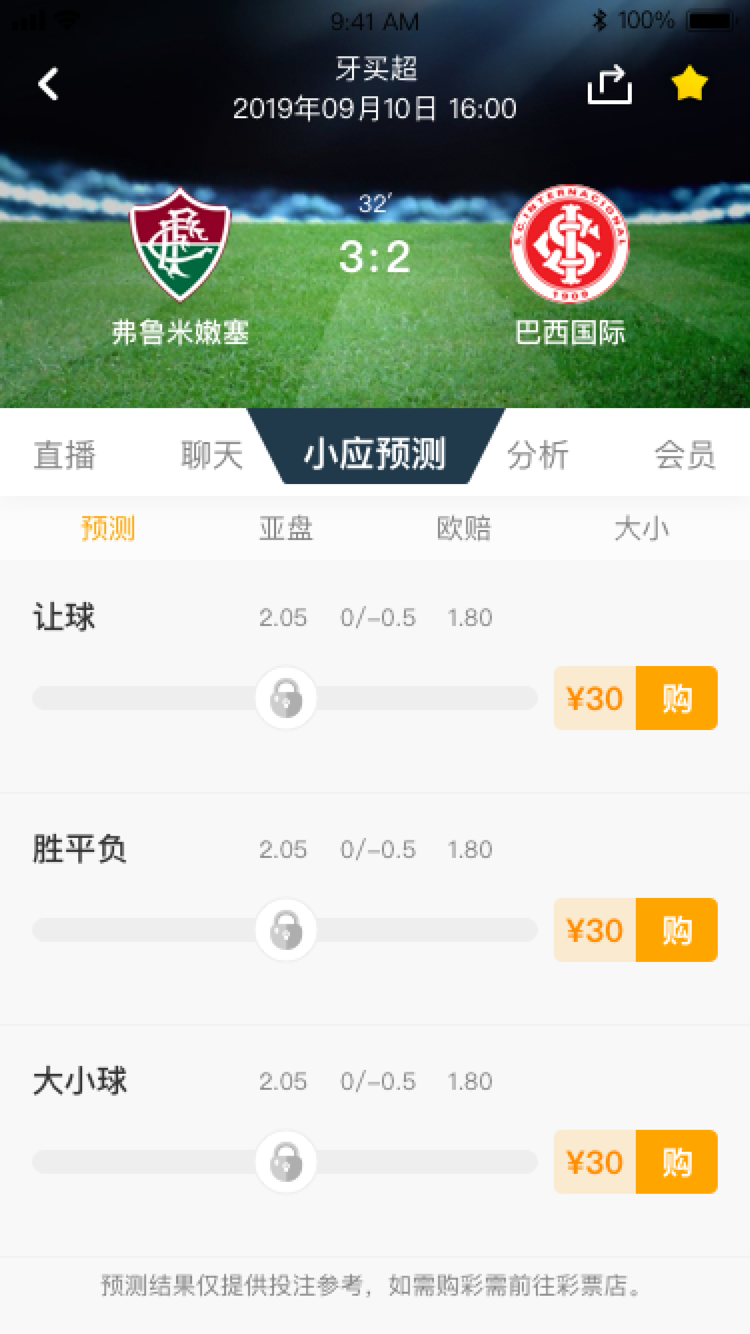 9:41 AM 100%
牙买超
2019年09月10日 16:00
32′
3:2
S.C. INTERNACIONAL
1909
弗鲁米嫩塞 巴西国际
直播 聊天 小应预测 分析 会员
预测 亚盘 欧赔 大小
让球 2.05 0/-0.5 1.80
¥30 购
胜平负 2.05 0/-0.5 1.80
¥30 购
大小球 2.05 0/-0.5 1.80
¥30 购
预测结果仅提供投注参考，如需购彩需前往彩票店。